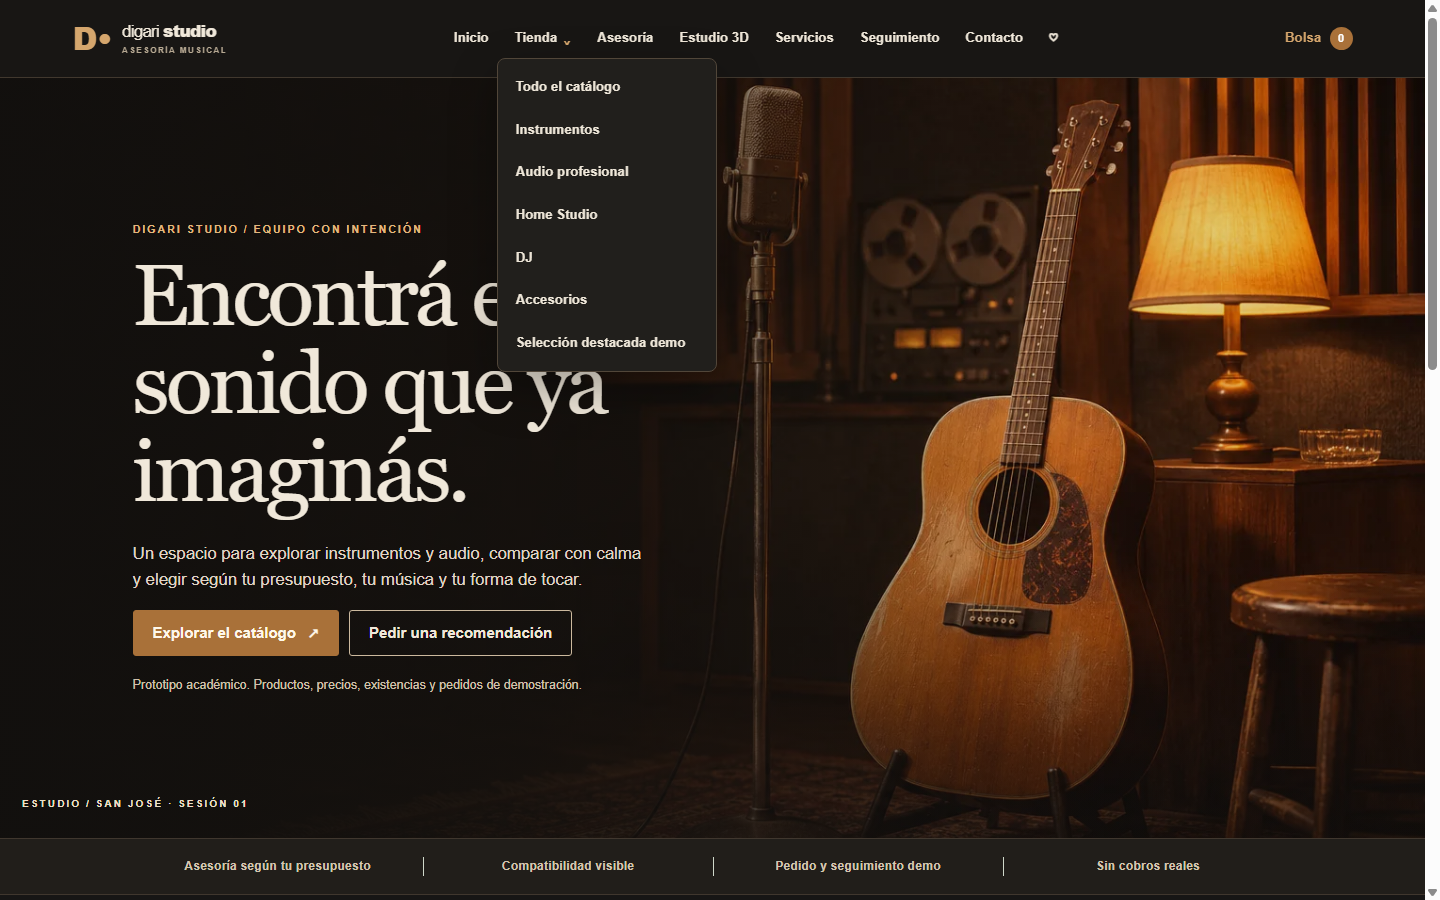 D
digari studio
ASESORÍA MUSICAL
Inicio
Tienda
Asesoría
Estudio 3D
Servicios
Seguimiento
Contacto
Bolsa 0
Todo el catálogo
Instrumentos
Audio profesional
Home Studio
DJ
Accesorios
Selección destacada demo
DIGARI STUDIO / EQUIPO CON INTENCIÓN
Encontrá
sonido que ya
imaginás.
Un espacio para explorar instrumentos y audio, comparar con calma
y elegir según tu presupuesto, tu música y tu forma de tocar.
Explorar el catálogo ↗
Pedir una recomendación
Prototipo académico. Productos, precios, existencias y pedidos de demostración.
ESTUDIO / SAN JOSÉ · SESIÓN 01
Asesoría según tu presupuesto
Compatibilidad visible
Pedido y seguimiento demo
Sin cobros reales